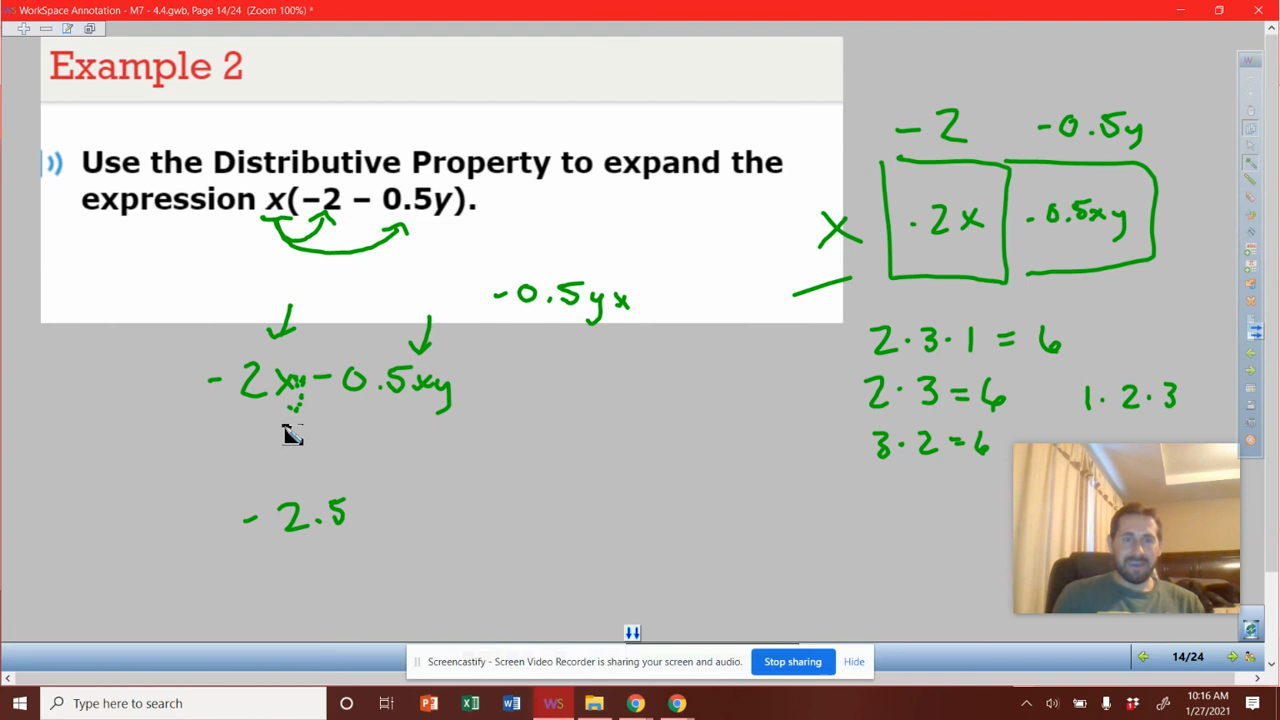 WorkSpace Annotation - M7 - 4.4.gwb, Page 14/24 (Zoom 100%) *
Example 2
Use the Distributive Property to expand the
expression x(−2 − 0.5y).
-2 -0.5y
x -2x -0.5xy
-0.5yx
-2x - 0.5xy
-2.5
2·3·1 = 6
2·3 = 6 1·2·3
3·2 = 6
Screencastify - Screen Video Recorder is sharing your screen and audio. Stop sharing Hide
14/24
Type here to search
10:16 AM
1/27/2021